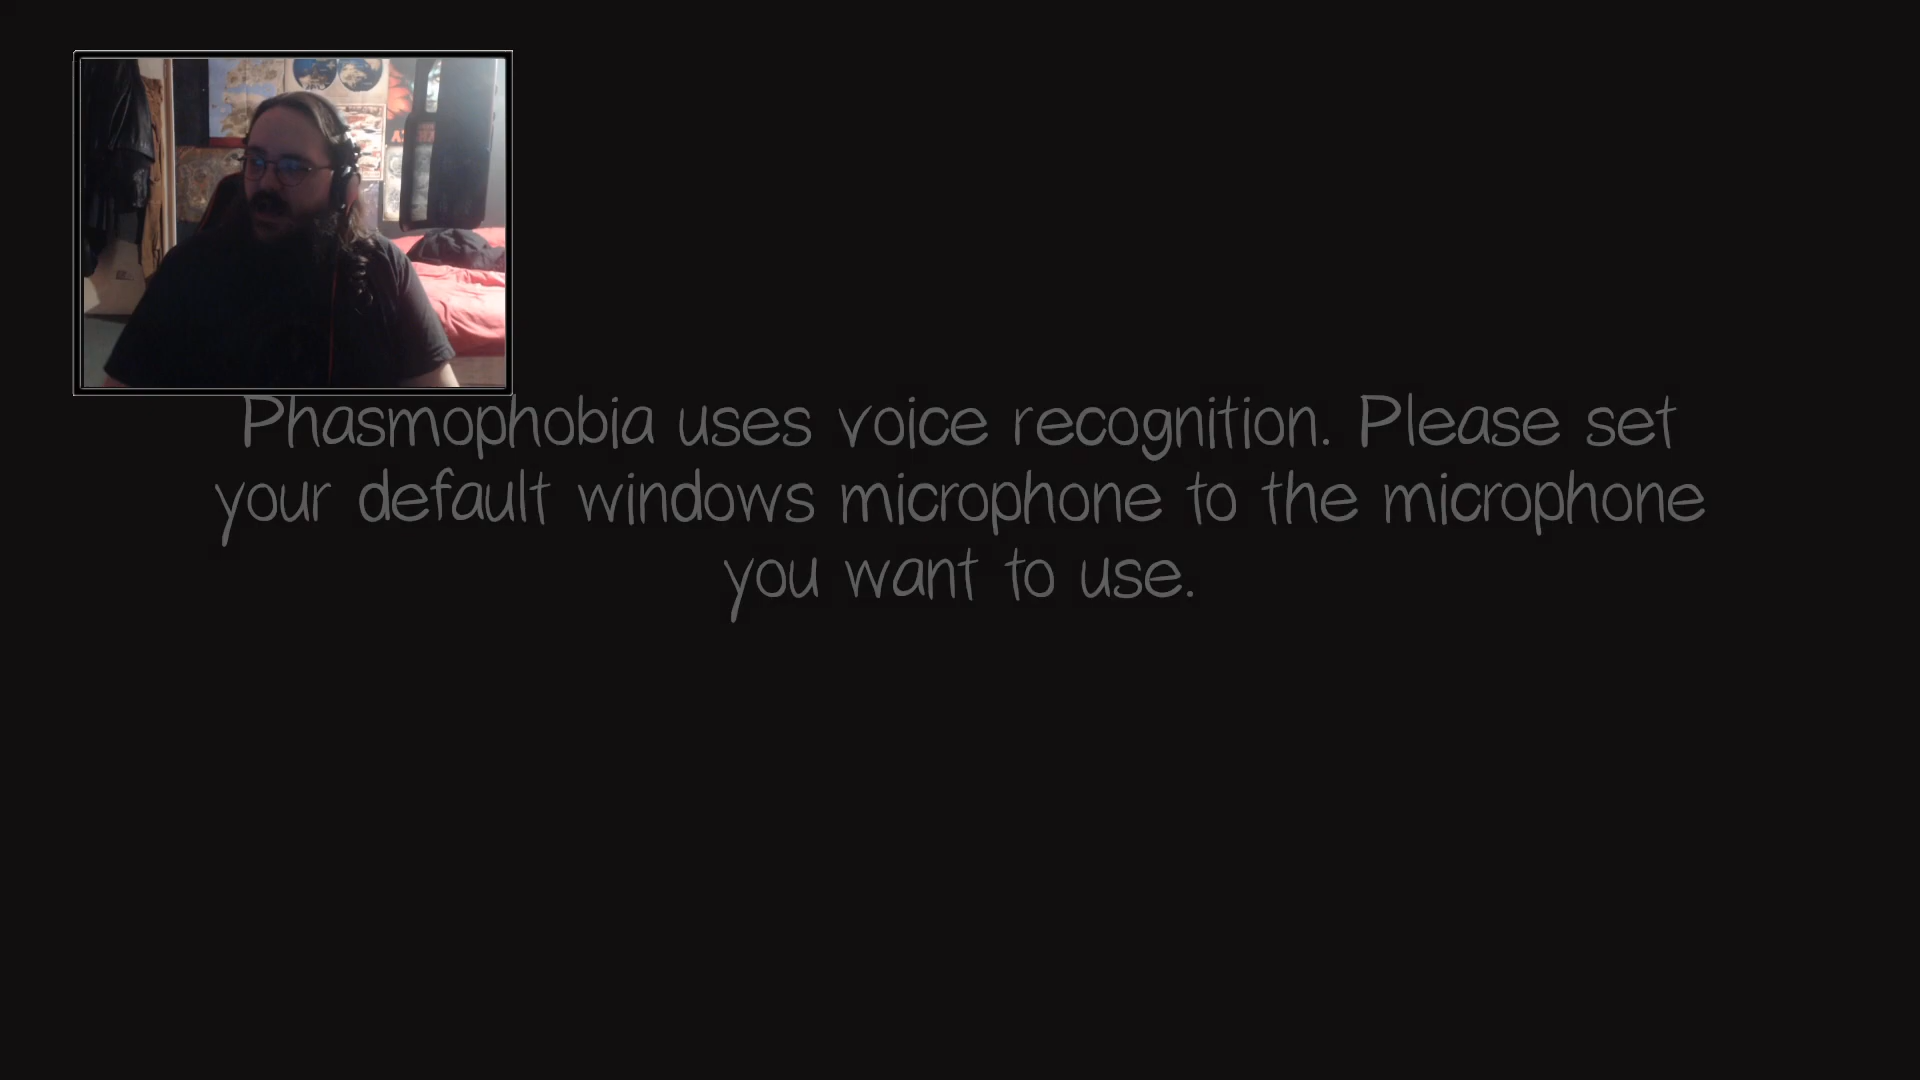 Phasmophobia uses voice recognition. Please set
your default windows microphone to the microphone
you want to use.